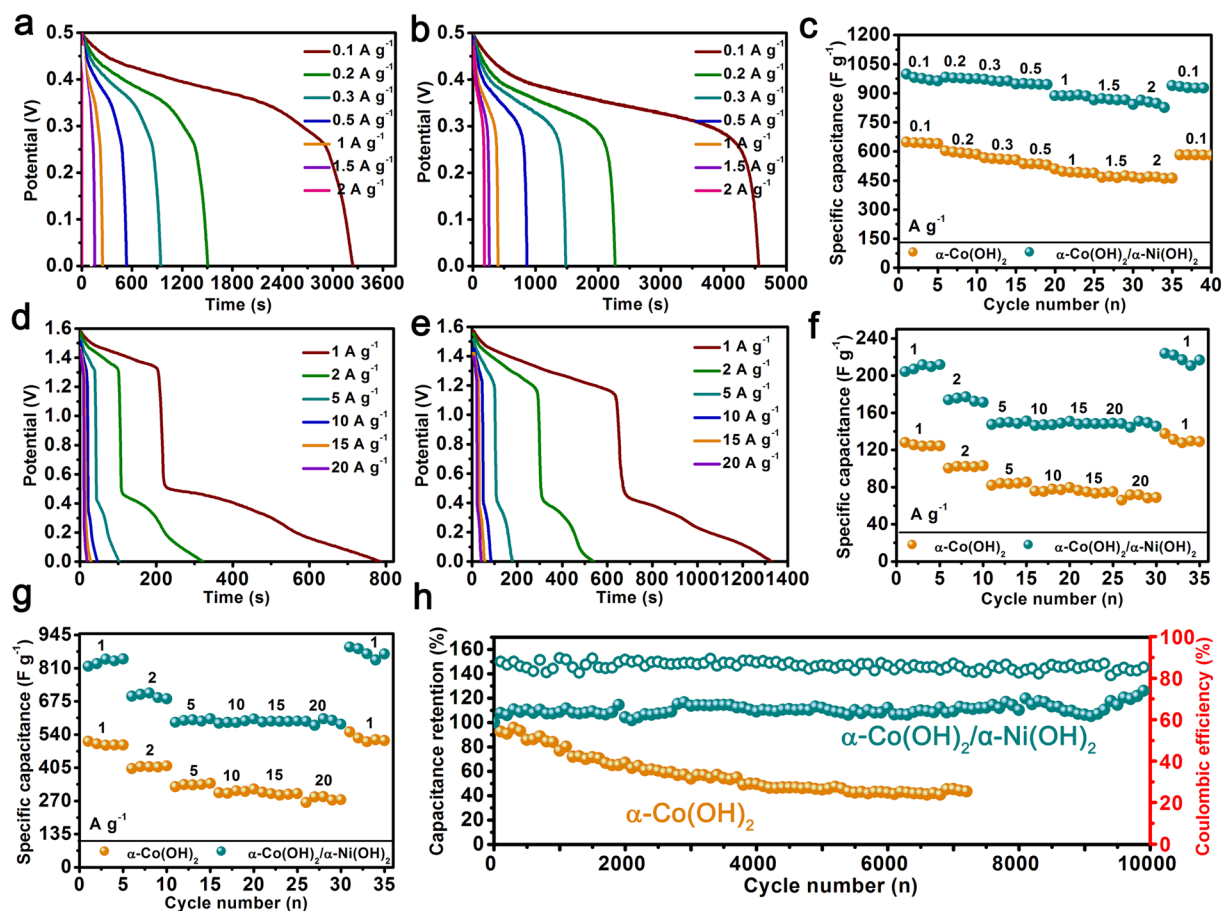 a
0.5
0.4
0.3
0.2
0.1
0.0
Potential (V)
0.1 A g⁻¹
0.2 A g⁻¹
0.3 A g⁻¹
0.5 A g⁻¹
1 A g⁻¹
1.5 A g⁻¹
2 A g⁻¹
0 600 1200 1800 2400 3000 3600
Time (s)
b
0.5
0.4
0.3
0.2
0.1
0.0
Potential (V)
0.1 A g⁻¹
0.2 A g⁻¹
0.3 A g⁻¹
0.5 A g⁻¹
1 A g⁻¹
1.5 A g⁻¹
2 A g⁻¹
0 1000 2000 3000 4000 5000
Time (s)
c
1200
1050
900
750
600
450
300
150
0
Specific capacitance (F g⁻¹)
0.1 0.2 0.3 0.5 1 1.5 2 0.1
0.1 0.2 0.3 0.5 1 1.5 2 0.1
A g⁻¹
α-Co(OH)₂ α-Co(OH)₂/α-Ni(OH)₂
0 5 10 15 20 25 30 35 40
Cycle number (n)
d
1.6
1.4
1.2
1.0
0.8
0.6
0.4
0.2
0.0
Potential (V)
1 A g⁻¹
2 A g⁻¹
5 A g⁻¹
10 A g⁻¹
15 A g⁻¹
20 A g⁻¹
0 200 400 600 800
Time (s)
e
1.6
1.4
1.2
1.0
0.8
0.6
0.4
0.2
0.0
Potential (V)
1 A g⁻¹
2 A g⁻¹
5 A g⁻¹
10 A g⁻¹
15 A g⁻¹
20 A g⁻¹
0 200 400 600 800 1000 1200 1400
Time (s)
f
240
200
160
120
80
40
0
Specific capacitance (F g⁻¹)
1 2 5 10 15 20 1
1 2 5 10 15 20 1
A g⁻¹
α-Co(OH)₂ α-Co(OH)₂/α-Ni(OH)₂
0 5 10 15 20 25 30 35
Cycle number (n)
g
945
810
675
540
405
270
135
0
Specific capacitance (F g⁻¹)
1 2 5 10 15 20 1
1 2 5 10 15 20 1
A g⁻¹
α-Co(OH)₂ α-Co(OH)₂/α-Ni(OH)₂
0 5 10 15 20 25 30 35
Cycle number (n)
h
160
140
120
100
80
60
40
20
0
Capacitance retention (%)
α-Co(OH)₂/α-Ni(OH)₂
α-Co(OH)₂
100
80
60
40
20
0
Coulombic efficiency (%)
0 2000 4000 6000 8000 10000
Cycle number (n)